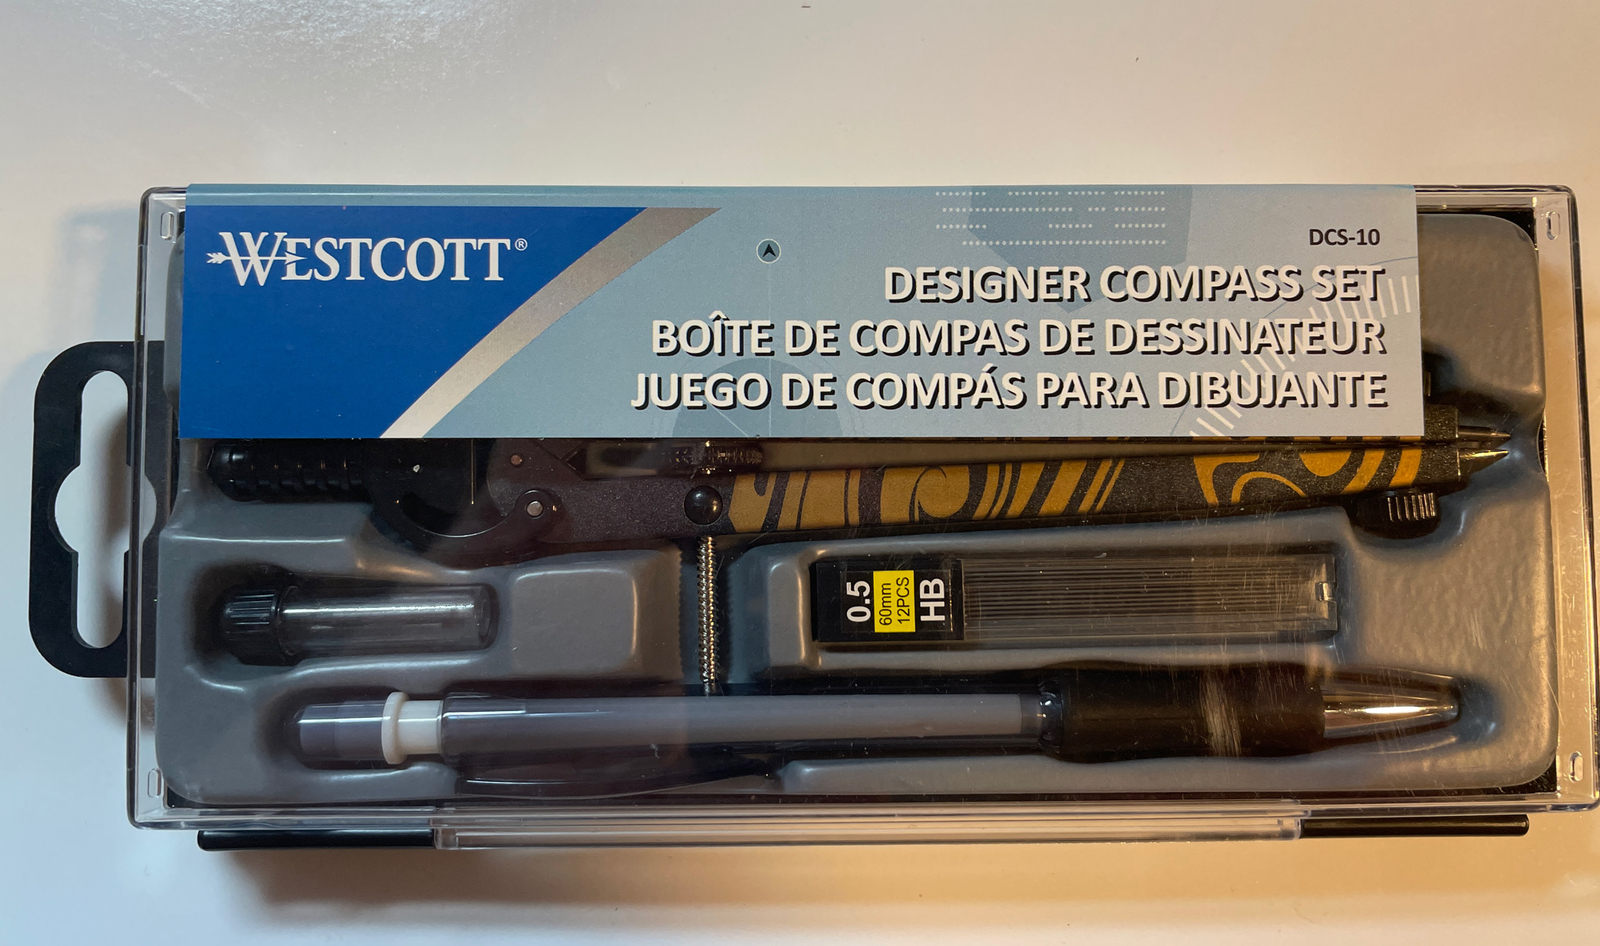 WESTCOTT®
DCS-10
DESIGNER COMPASS SET
BOÎTE DE COMPAS DE DESSINATEUR
JUEGO DE COMPÁS PARA DIBUJANTE
0.5
60mm
12PCS
HB